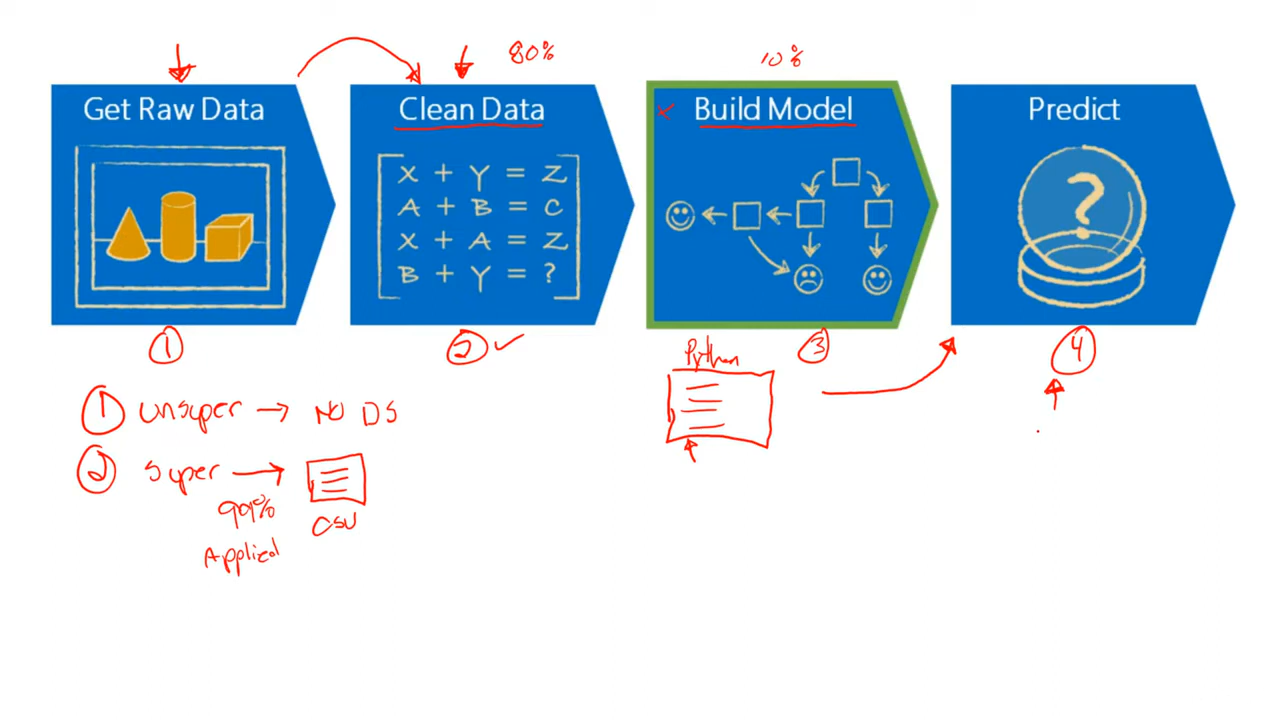 80%
10%
Get Raw Data
Clean Data
× Build Model
Predict
X + Y = Z
A + B = C
X + A = Z
B + Y = ?
?
1
2 ✓
3
4
Python
1 unsuper → NO DS
2 super →
99%
CSV
Applied